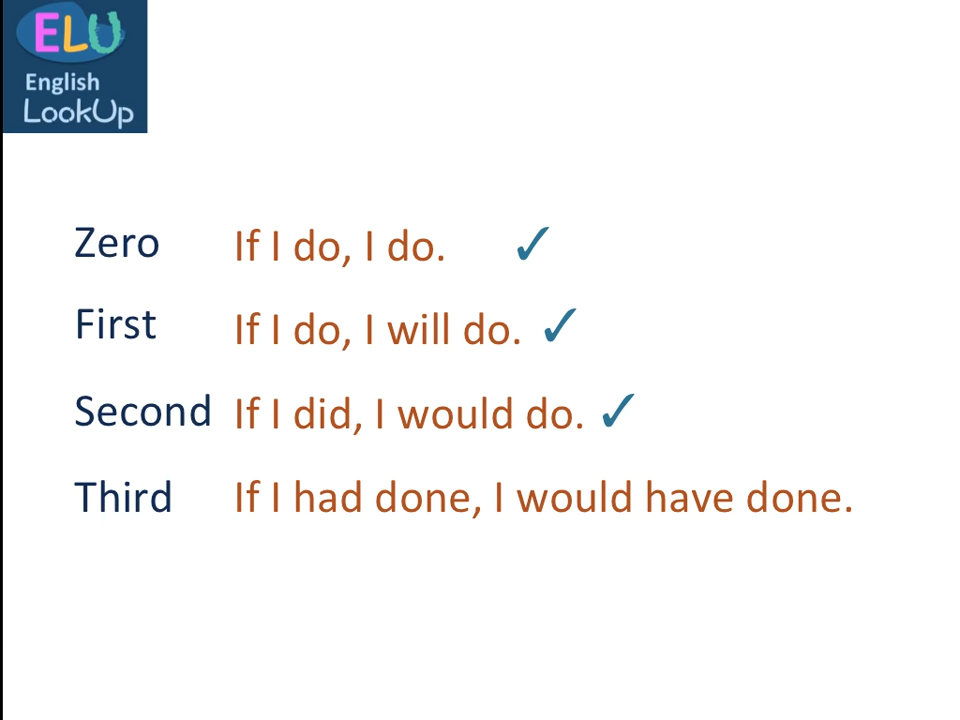 ELU
English
LookUp
Zero If I do, I do. ✓
First If I do, I will do. ✓
Second If I did, I would do. ✓
Third If I had done, I would have done.